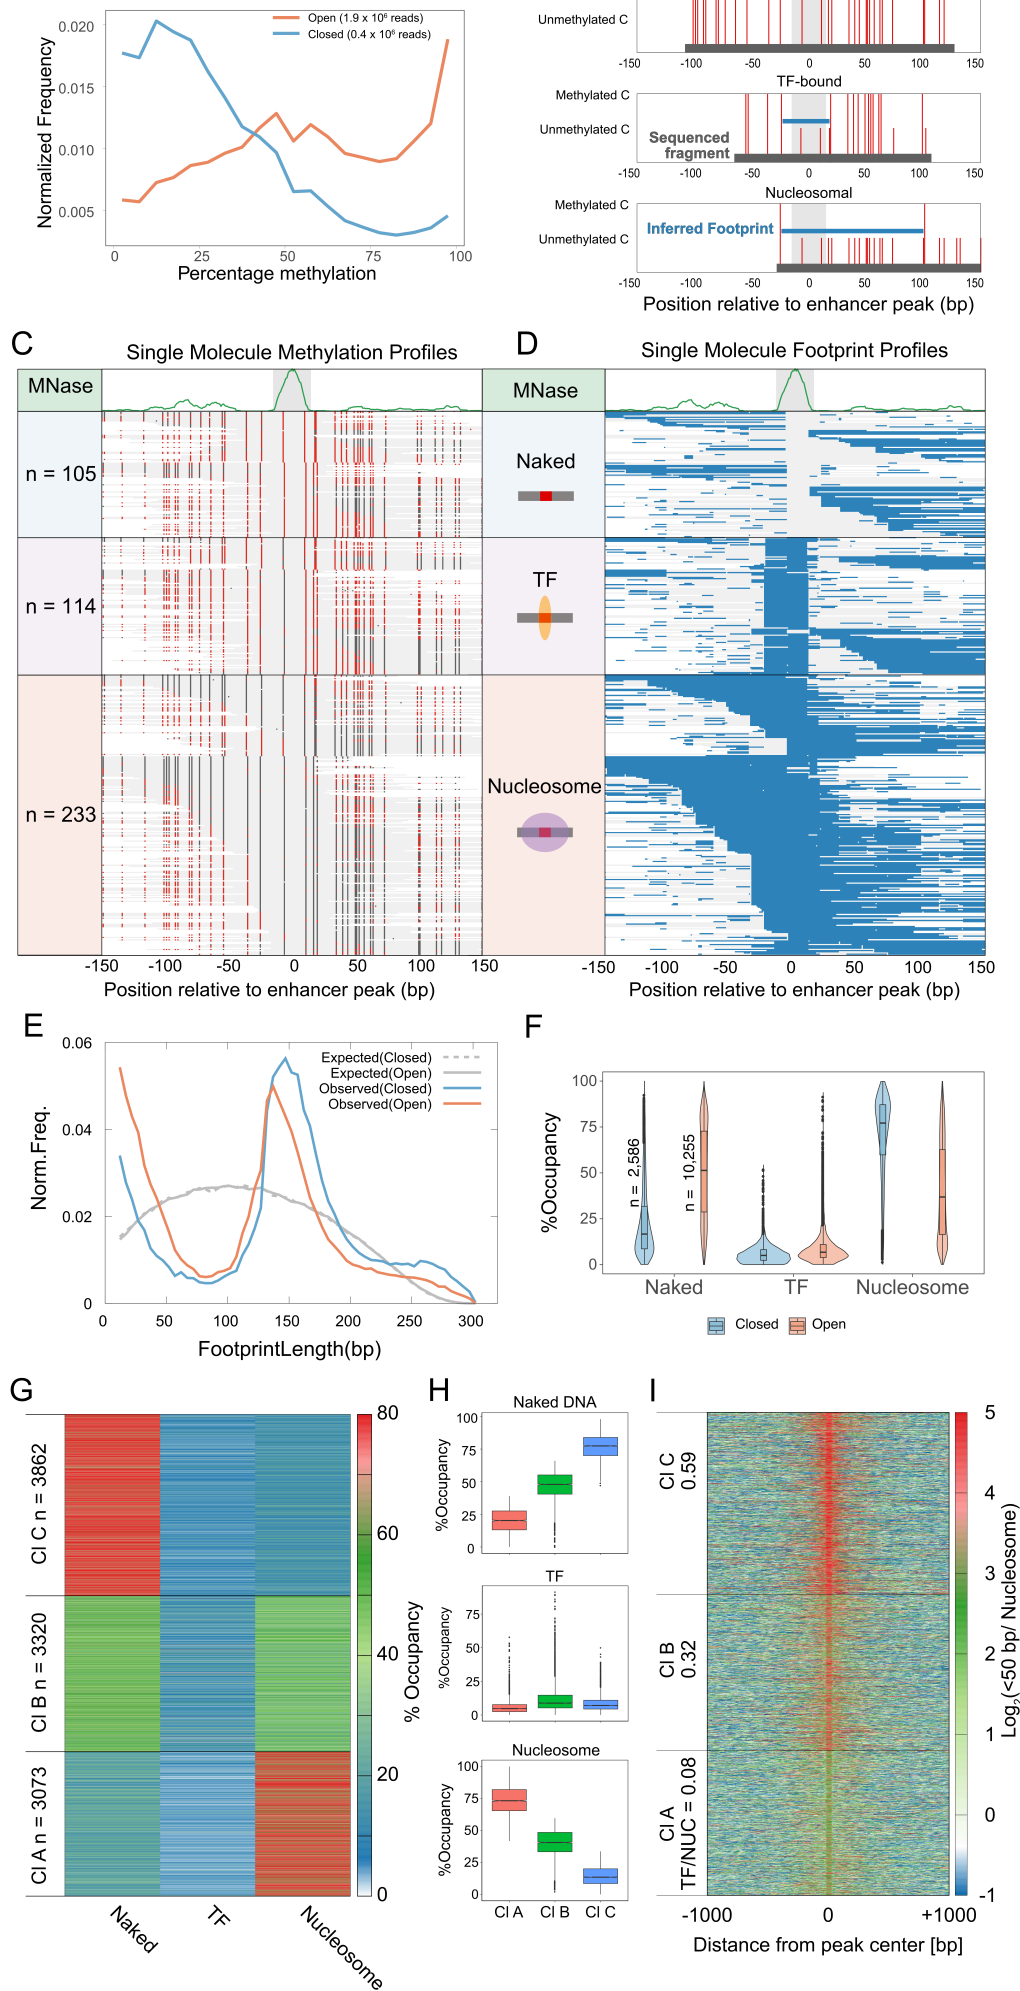 Open (1.9 x 10⁶ reads)
Closed (0.4 x 10⁶ reads)
Normalized Frequency
0.020
0.015
0.010
0.005
0 25 50 75 100
Percentage methylation
Unmethylated C
-150 -100 -50 0 50 100 150
TF-bound
Methylated C
Unmethylated C
Sequenced
fragment
-150 -100 -50 0 50 100 150
Nucleosomal
Methylated C
Unmethylated C
Inferred Footprint
-150 -100 -50 0 50 100 150
Position relative to enhancer peak (bp)
C
Single Molecule Methylation Profiles
MNase
n = 105
n = 114
n = 233
-150 -100 -50 0 50 100 150
Position relative to enhancer peak (bp)
D
Single Molecule Footprint Profiles
MNase
Naked
TF
Nucleosome
-150 -100 -50 0 50 100 150
Position relative to enhancer peak (bp)
E
Norm.Freq.
0.06
0.04
0.02
0
Expected(Closed)
Expected(Open)
Observed(Closed)
Observed(Open)
0 50 100 150 200 250 300
FootprintLength(bp)
F
%Occupancy
100
75
50
25
0
n = 2,586
n = 10,255
Naked TF Nucleosome
Closed Open
G
Cl C n = 3862
Cl B n = 3320
Cl A n = 3073
80
60
40
20
0
% Occupancy
Naked
TF
Nucleosome
H
Naked DNA
%Occupancy
100
75
50
25
0
TF
%Occupancy
75
50
25
0
Nucleosome
%Occupancy
100
75
50
25
0
Cl A Cl B Cl C
I
Cl C
0.59
Cl B
0.32
Cl A
TF/NUC = 0.08
5
4
3
2
1
0
-1
Log₂(<50 bp/ Nucleosome)
-1000 0 +1000
Distance from peak center [bp]